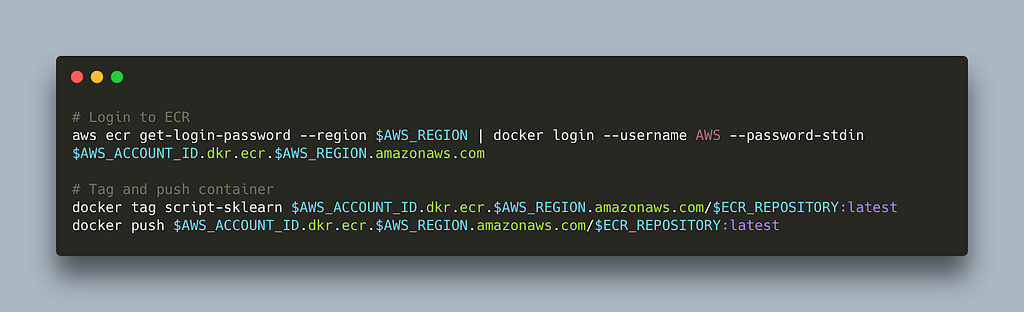 # Login to ECR
aws ecr get-login-password --region $AWS_REGION | docker login --username AWS --password-stdin
$AWS_ACCOUNT_ID.dkr.ecr.$AWS_REGION.amazonaws.com
# Tag and push container
docker tag script-sklearn $AWS_ACCOUNT_ID.dkr.ecr.$AWS_REGION.amazonaws.com/$ECR_REPOSITORY:latest
docker push $AWS_ACCOUNT_ID.dkr.ecr.$AWS_REGION.amazonaws.com/$ECR_REPOSITORY:latest